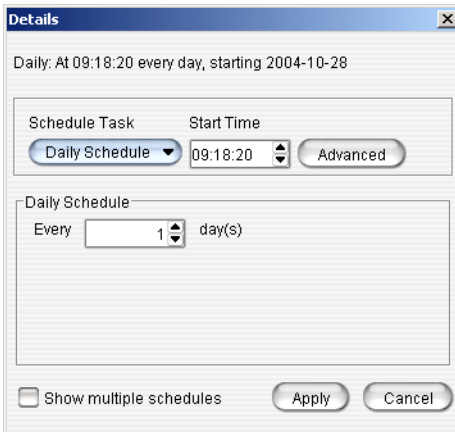 Details
Daily: At 09:18:20 every day, starting 2004-10-28
Schedule Task Start Time
Daily Schedule 09:18:20 Advanced
Daily Schedule
Every 1 day(s)
Show multiple schedules Apply Cancel